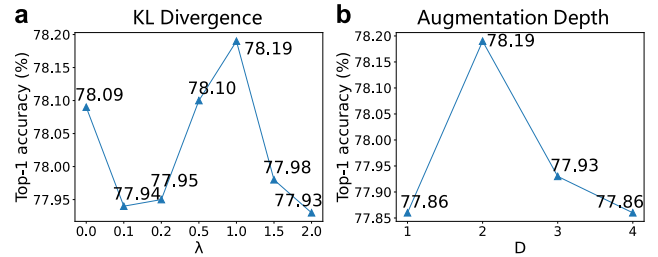 a
KL Divergence
Top-1 accuracy (%)
78.20
78.15
78.10
78.05
78.00
77.95
78.09
77.94
77.95
78.10
78.19
77.98
77.93
0.0 0.1 0.2 0.5 1.0 1.5 2.0
λ
b
Augmentation Depth
Top-1 accuracy (%)
78.20
78.15
78.10
78.05
78.00
77.95
77.90
77.85
77.86
78.19
77.93
77.86
1 2 3 4
D